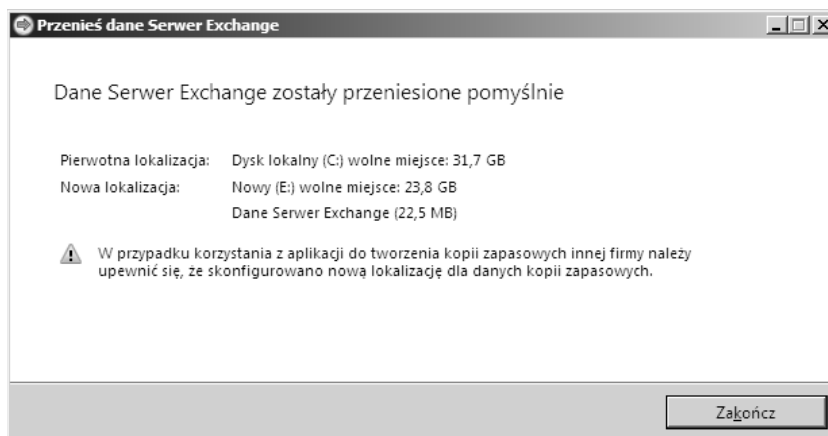 Przenieś dane Serwer Exchange
Dane Serwer Exchange zostały przeniesione pomyślnie
Pierwotna lokalizacja: Dysk lokalny (C:) wolne miejsce: 31,7 GB
Nowa lokalizacja: Nowy (E:) wolne miejsce: 23,8 GB
Dane Serwer Exchange (22,5 MB)
W przypadku korzystania z aplikacji do tworzenia kopii zapasowych innej firmy należy
upewnić się, że skonfigurowano nową lokalizację dla danych kopii zapasowych.
Zakończ